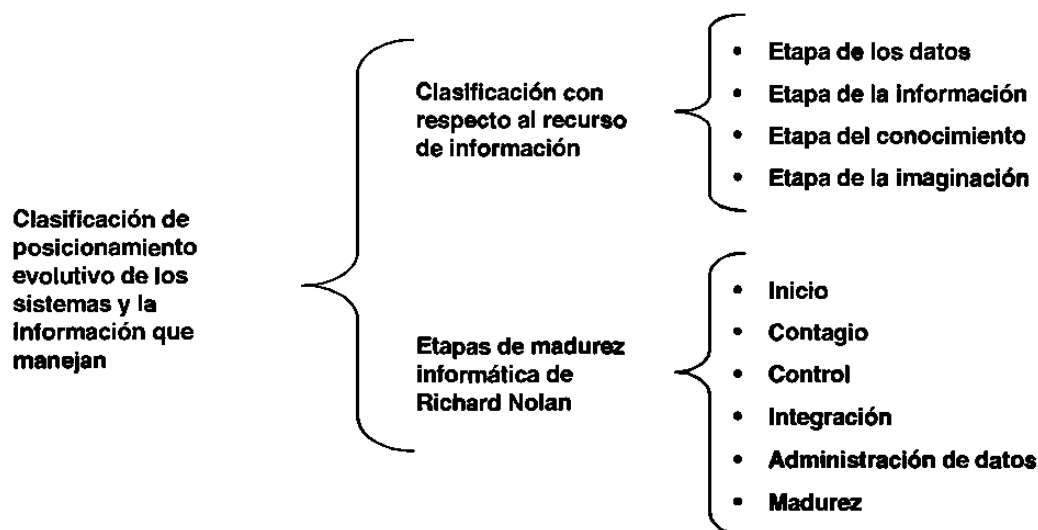 Clasificación de
posicionamiento
evolutivo de los
sistemas y la
información que
manejan
Clasificación con
respecto al recurso
de información
• Etapa de los datos
• Etapa de la información
• Etapa del conocimiento
• Etapa de la imaginación
Etapas de madurez
informática de
Richard Nolan
• Inicio
• Contagio
• Control
• Integración
• Administración de datos
• Madurez